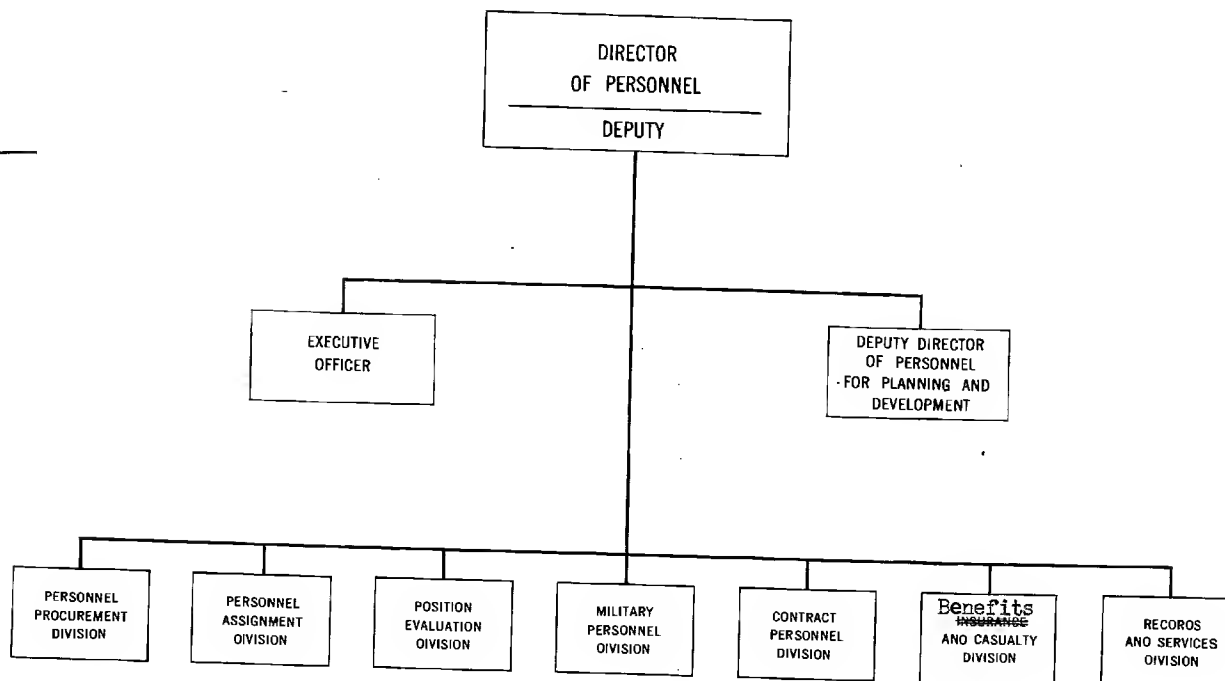 DIRECTOR
OF PERSONNEL
DEPUTY
EXECUTIVE
OFFICER
DEPUTY DIRECTOR
OF PERSONNEL
FOR PLANNING AND
DEVELOPMENT
PERSONNEL
PROCUREMENT
DIVISION
PERSONNEL
ASSIGNMENT
OIVISION
POSITION
EVALUATION
OIVISION
MILITARY
PERSONNEL
DIVISION
CONTRACT
PERSONNEL
DIVISION
Benefits
INSURANCE
ANO CASUALTY
DIVISION
RECOROS
ANO SERVICES
OIVISION